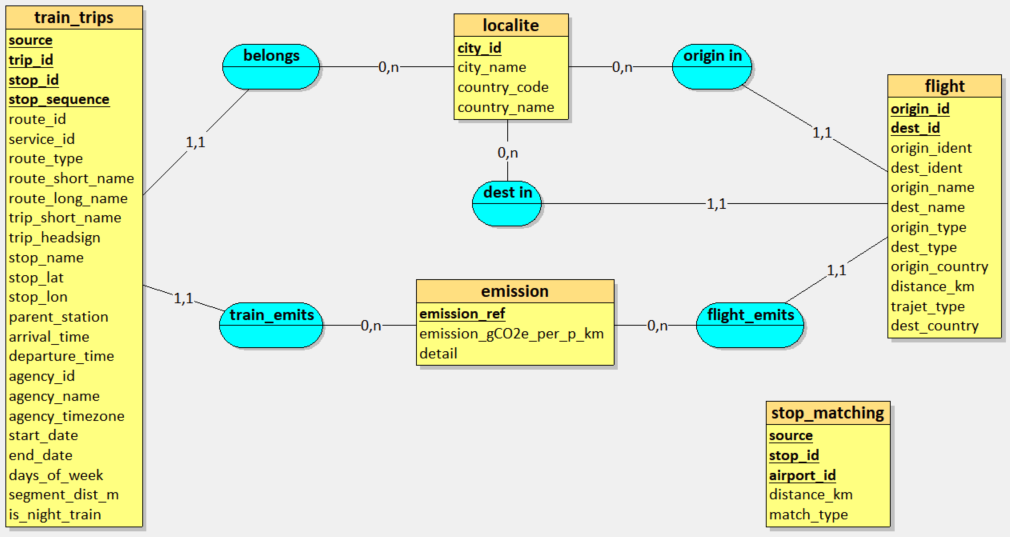 train_trips
source
trip_id
stop_id
stop_sequence
route_id
service_id
route_type
route_short_name
route_long_name
trip_short_name
trip_headsign
stop_name
stop_lat
stop_lon
parent_station
arrival_time
departure_time
agency_id
agency_name
agency_timezone
start_date
end_date
days_of_week
segment_dist_m
is_night_train
belongs
1,1
0,n
localite
city_id
city_name
country_code
country_name
0,n
origin in
1,1
0,n
dest in
1,1
flight
origin_id
dest_id
origin_ident
dest_ident
origin_name
dest_name
origin_type
dest_type
origin_country
distance_km
trajet_type
dest_country
1,1
train_emits
0,n
emission
emission_ref
emission_gCO2e_per_p_km
detail
0,n
flight_emits
1,1
stop_matching
source
stop_id
airport_id
distance_km
match_type